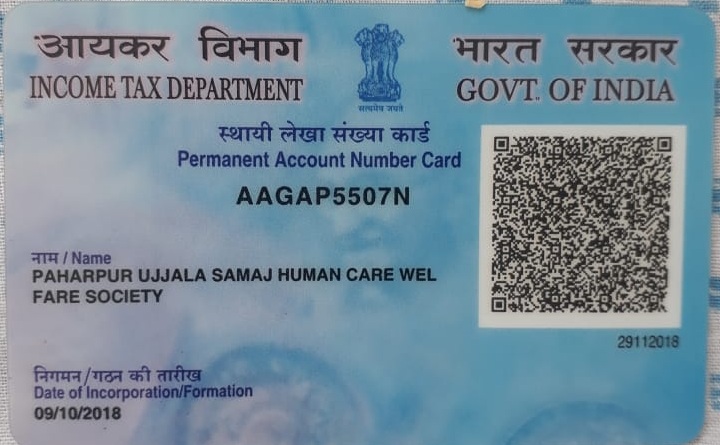 आयकर विभाग
INCOME TAX DEPARTMENT
सत्यमेव जयते
भारत सरकार
GOVT. OF INDIA
स्थायी लेखा संख्या कार्ड
Permanent Account Number Card
AAGAP5507N
नाम / Name
PAHARPUR UJJALA SAMAJ HUMAN CARE WEL
FARE SOCIETY
29112018
निगमन/गठन की तारीख
Date of Incorporation/Formation
09/10/2018